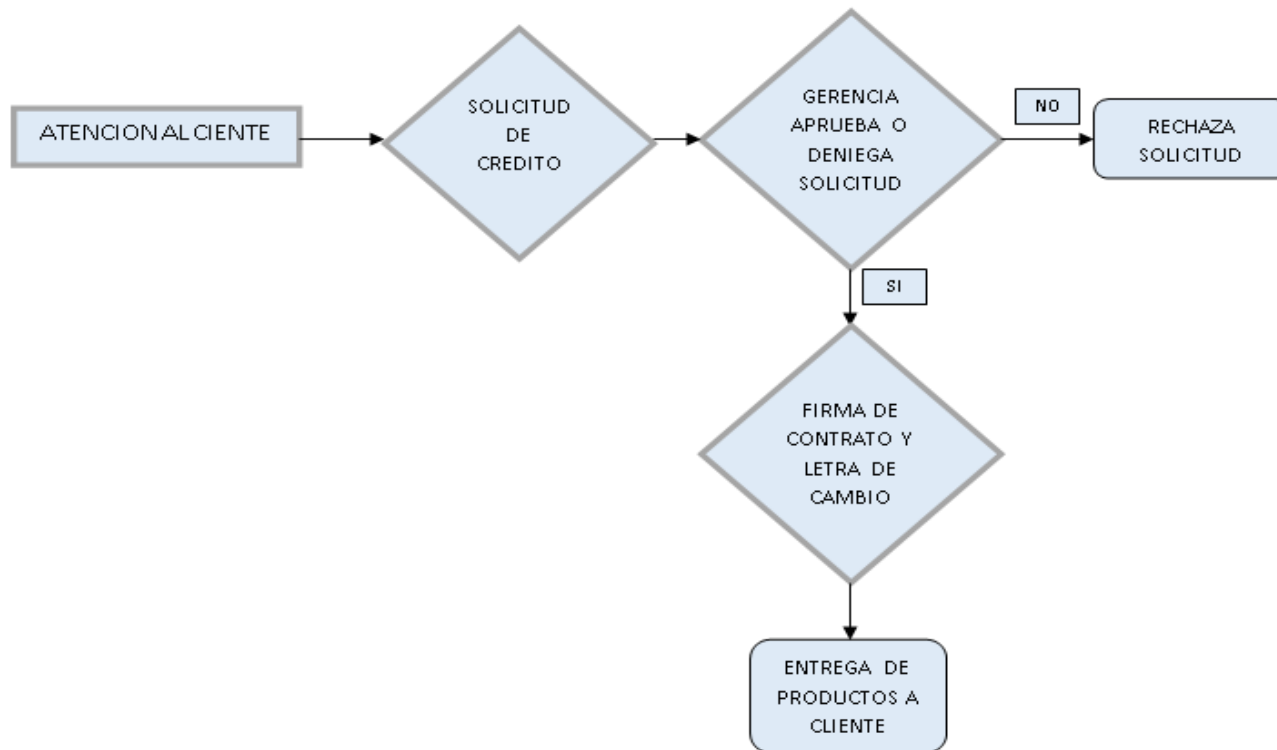 ATENCION AL CIENTE
SOLICITUD
DE
CREDITO
GERENCIA
APRUEBA O
DENIEGA
SOLICITUD
NO
RECHAZA
SOLICITUD
SI
FIRMA DE
CONTRATO Y
LETRA DE
CAMBIO
ENTREGA DE
PRODUCTOS A
CLIENTE